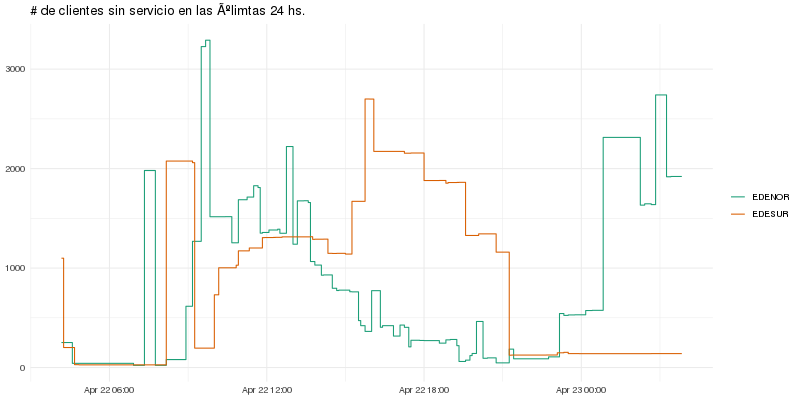 # de clientes sin servicio en las Ãºlimtas 24 hs.
3000
2000
1000
0
Apr 22 06:00
Apr 22 12:00
Apr 22 18:00
Apr 23 00:00
EDENOR
EDESUR